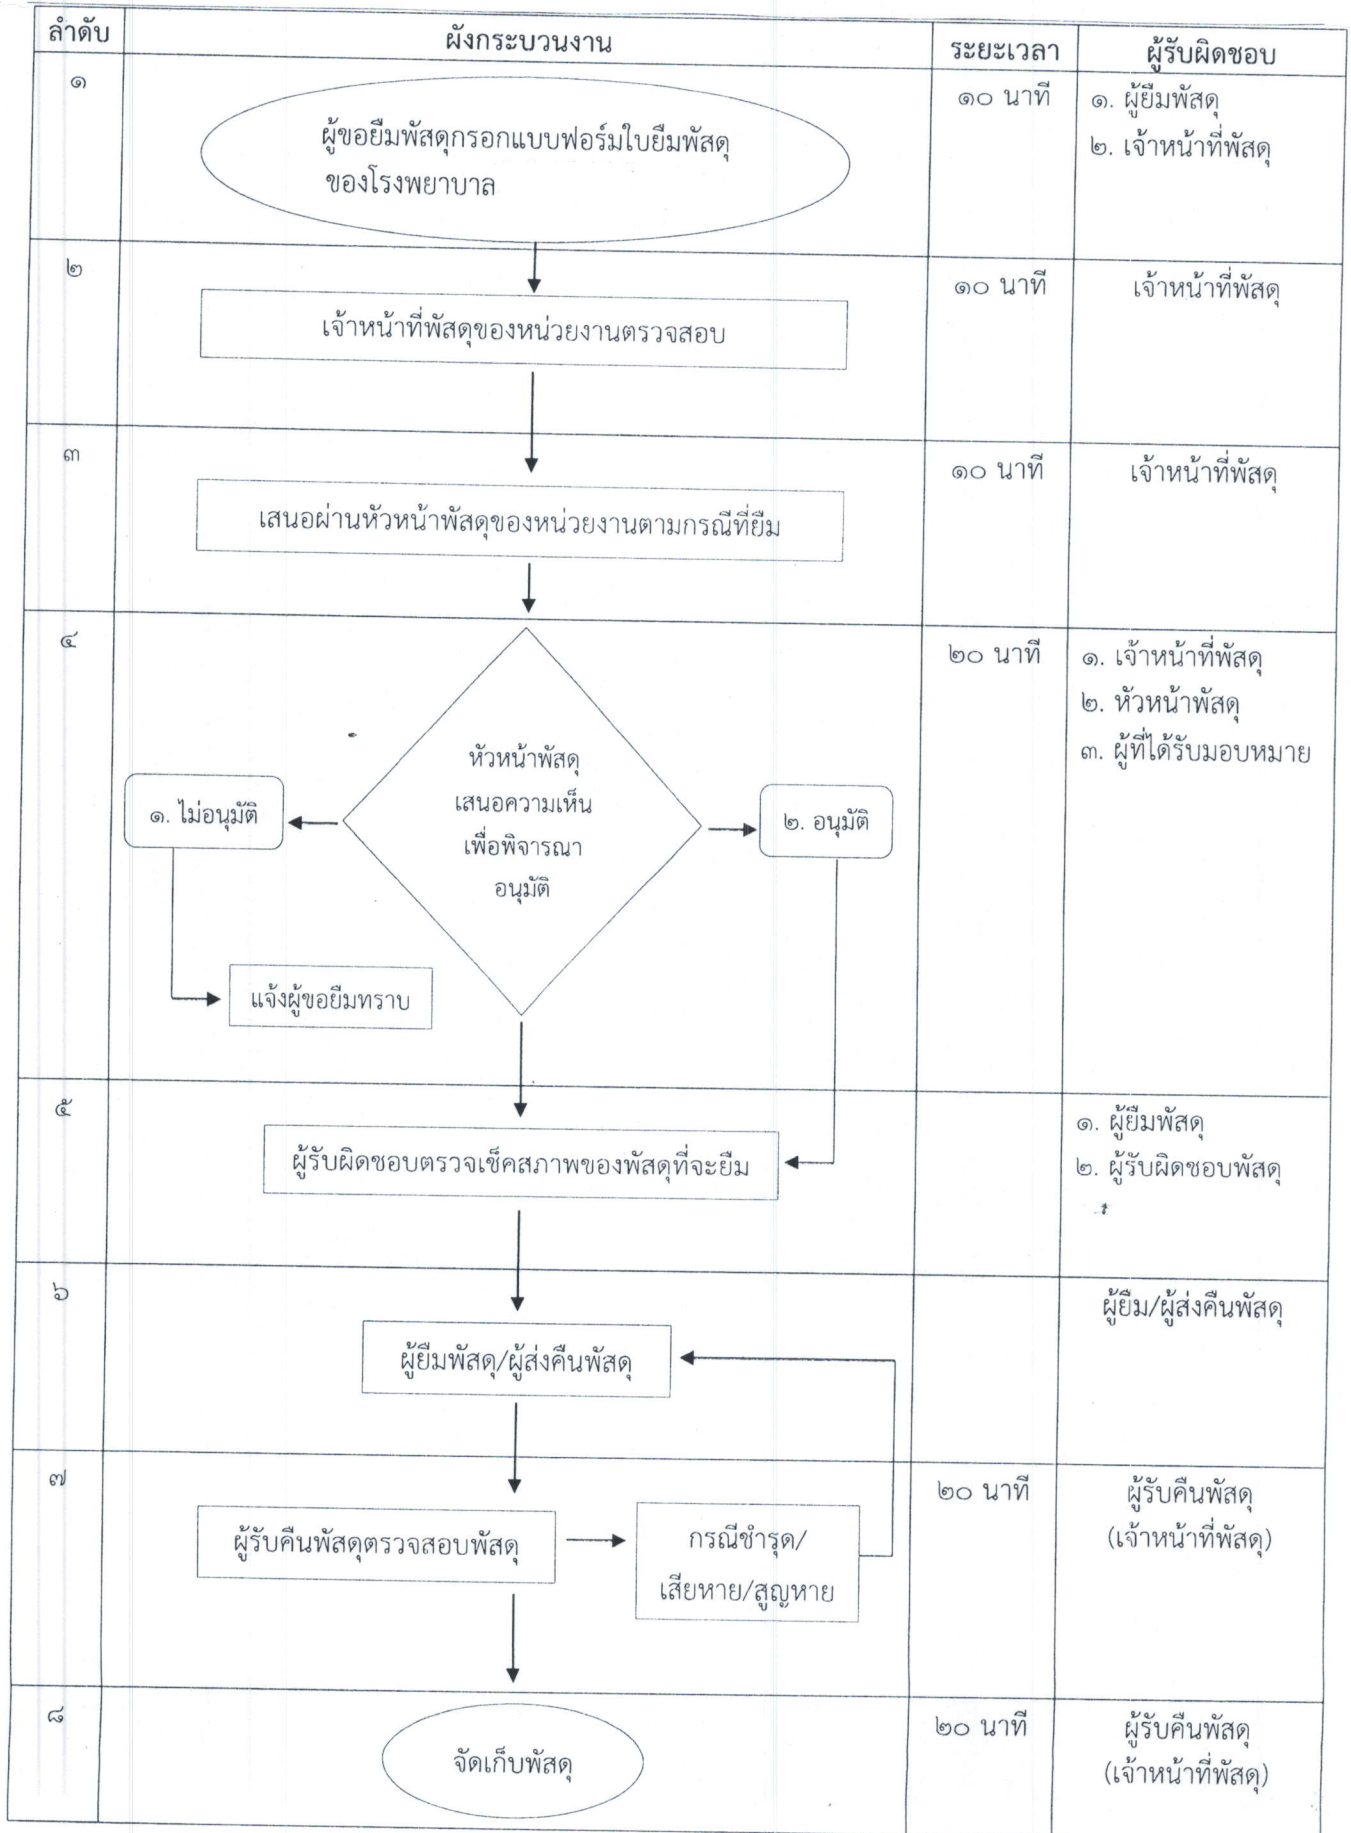 ลำดับ
ผังกระบวนงาน
ระยะเวลา
ผู้รับผิดชอบ
๑
ผู้ขอยืมพัสดุกรอกแบบฟอร์มใบยืมพัสดุ
ของโรงพยาบาล
๑๐ นาที
๑. ผู้ยืมพัสดุ
๒. เจ้าหน้าที่พัสดุ
๒
เจ้าหน้าที่พัสดุของหน่วยงานตรวจสอบ
๑๐ นาที
เจ้าหน้าที่พัสดุ
๓
เสนอผ่านหัวหน้าพัสดุของหน่วยงานตามกรณีที่ยืม
๑๐ นาที
เจ้าหน้าที่พัสดุ
๔
หัวหน้าพัสดุ
เสนอความเห็น
เพื่อพิจารณา
อนุมัติ
๑. ไม่อนุมัติ
๒. อนุมัติ
แจ้งผู้ขอยืมทราบ
๒๐ นาที
๑. เจ้าหน้าที่พัสดุ
๒. หัวหน้าพัสดุ
๓. ผู้ที่ได้รับมอบหมาย
๕
ผู้รับผิดชอบตรวจเช็คสภาพของพัสดุที่จะยืม
๑. ผู้ยืมพัสดุ
๒. ผู้รับผิดชอบพัสดุ
๖
ผู้ยืมพัสดุ/ผู้ส่งคืนพัสดุ
ผู้ยืม/ผู้ส่งคืนพัสดุ
๗
ผู้รับคืนพัสดุตรวจสอบพัสดุ
กรณีชำรุด/
เสียหาย/สูญหาย
๒๐ นาที
ผู้รับคืนพัสดุ
(เจ้าหน้าที่พัสดุ)
๘
จัดเก็บพัสดุ
๒๐ นาที
ผู้รับคืนพัสดุ
(เจ้าหน้าที่พัสดุ)